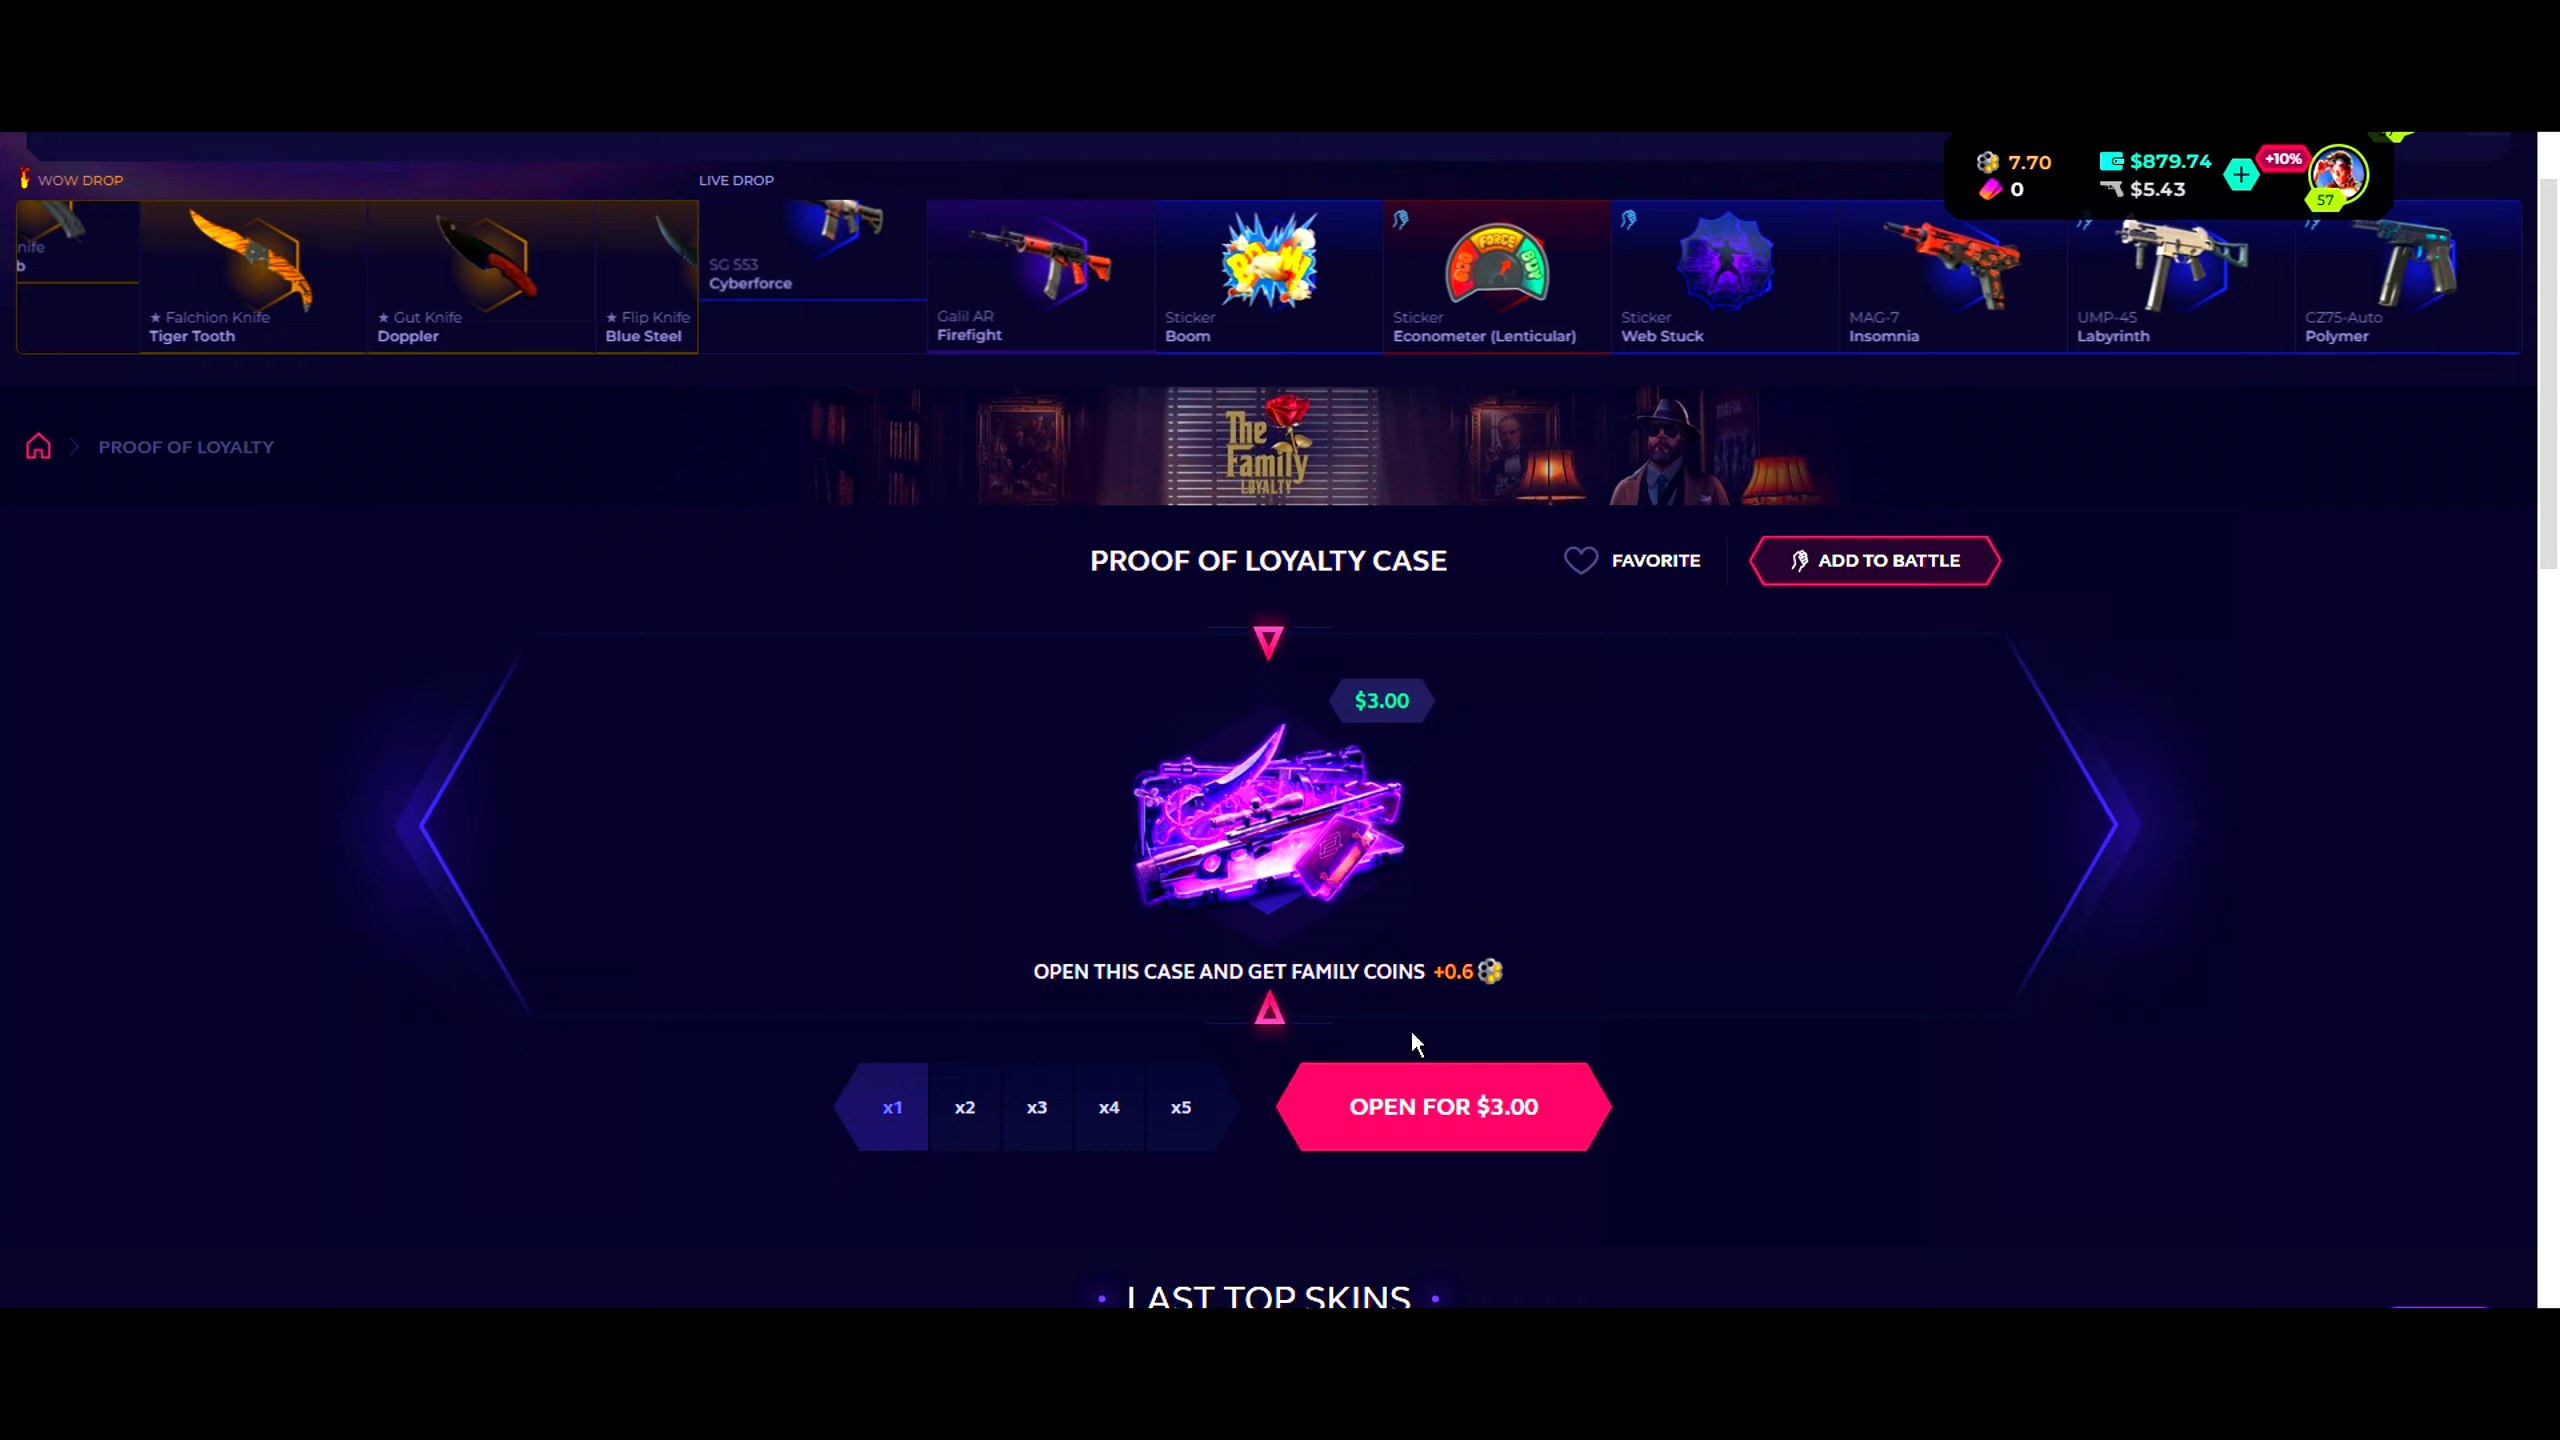 7.70
$879.74
+10%
0
$5.43
57
WOW DROP
LIVE DROP
nife
b
★ Falchion Knife
Tiger Tooth
★ Gut Knife
Doppler
★ Flip Knife
Blue Steel
SG 553
Cyberforce
Galil AR
Firefight
Sticker
Boom
ECO
FORCE
BUY
Sticker
Econometer (Lenticular)
Sticker
Web Stuck
MAG-7
Insomnia
UMP-45
Labyrinth
CZ75-Auto
Polymer
PROOF OF LOYALTY
The
Family
LOYALTY
PROOF OF LOYALTY CASE
FAVORITE
ADD TO BATTLE
$3.00
OPEN THIS CASE AND GET FAMILY COINS +0.6
x1
x2
x3
x4
x5
OPEN FOR $3.00
LAST TOP SKINS